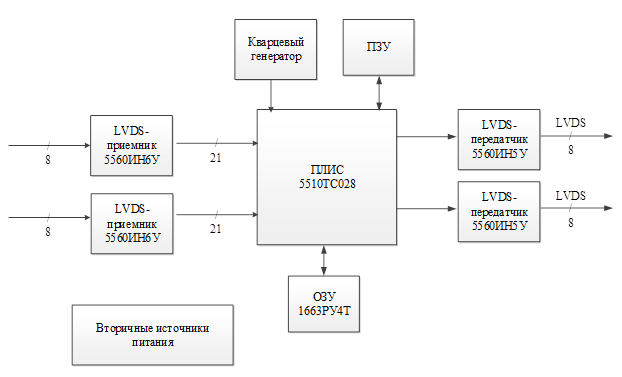 Кварцевый
генератор
ПЗУ
LVDS-
приемник
5560ИН6У
8
21
ПЛИС
5510ТС028
LVDS-
передатчик
5560ИН5У
LVDS
8
LVDS-
приемник
5560ИН6У
8
21
LVDS-
передатчик
5560ИН5У
LVDS
8
ОЗУ
1663РУ4Т
Вторичные источники
питания